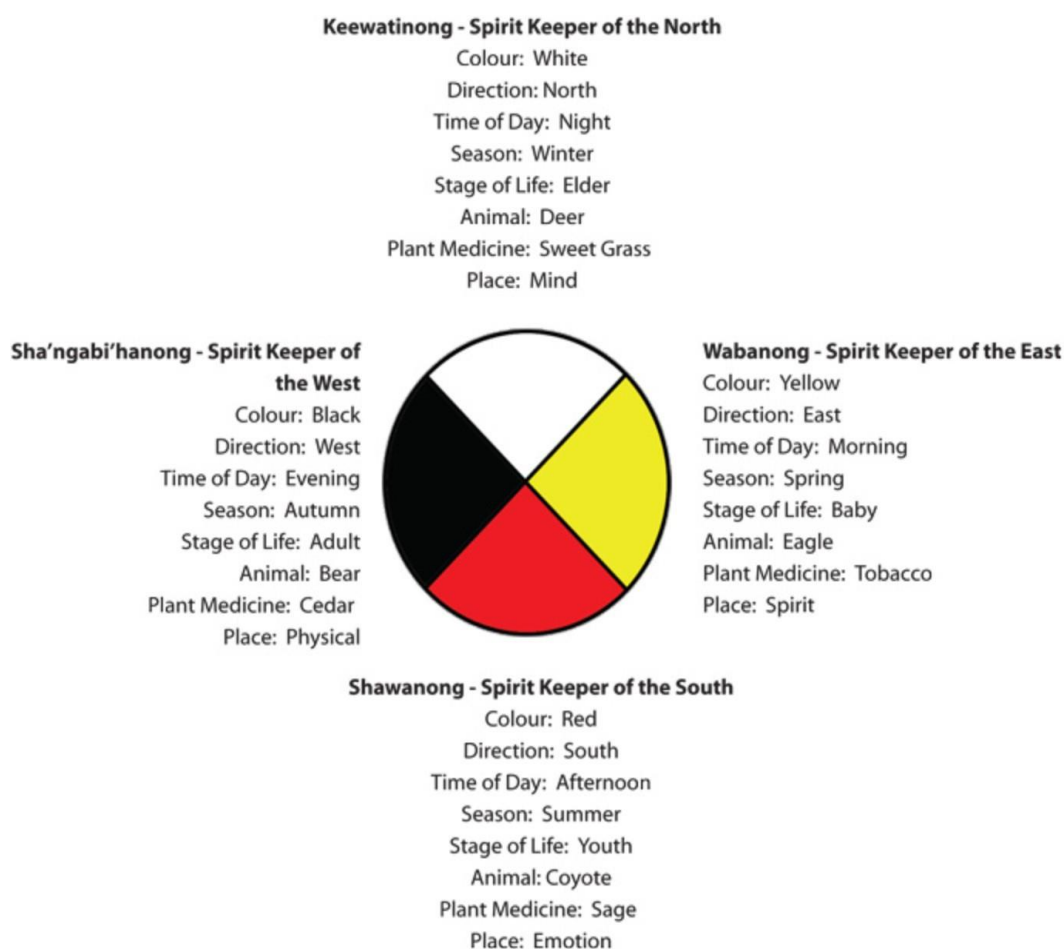 Keewatinong - Spirit Keeper of the North
Colour: White
Direction: North
Time of Day: Night
Season: Winter
Stage of Life: Elder
Animal: Deer
Plant Medicine: Sweet Grass
Place: Mind
Sha'ngabi'hanong - Spirit Keeper of
the West
Colour: Black
Direction: West
Time of Day: Evening
Season: Autumn
Stage of Life: Adult
Animal: Bear
Plant Medicine: Cedar
Place: Physical
Wabanong - Spirit Keeper of the East
Colour: Yellow
Direction: East
Time of Day: Morning
Season: Spring
Stage of Life: Baby
Animal: Eagle
Plant Medicine: Tobacco
Place: Spirit
Shawanong - Spirit Keeper of the South
Colour: Red
Direction: South
Time of Day: Afternoon
Season: Summer
Stage of Life: Youth
Animal: Coyote
Plant Medicine: Sage
Place: Emotion